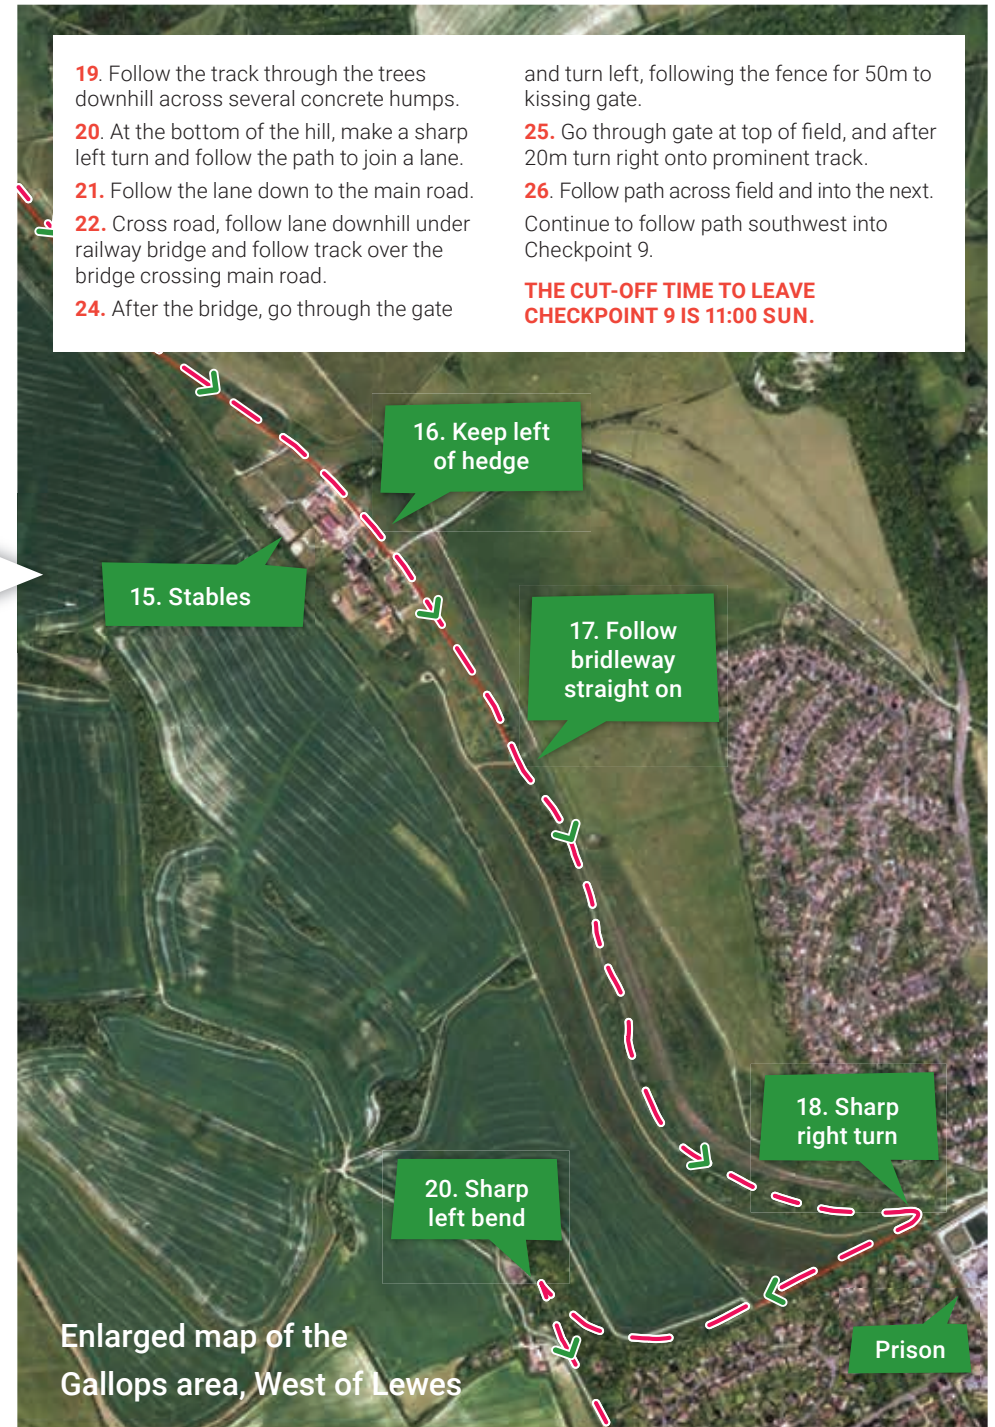 19. Follow the track through the trees
downhill across several concrete humps.
20. At the bottom of the hill, make a sharp
left turn and follow the path to join a lane.
21. Follow the lane down to the main road.
22. Cross road, follow lane downhill under
railway bridge and follow track over the
bridge crossing main road.
24. After the bridge, go through the gate
and turn left, following the fence for 50m to
kissing gate.
25. Go through gate at top of field, and after
20m turn right onto prominent track.
26. Follow path across field and into the next.
Continue to follow path southwest into
Checkpoint 9.
THE CUT-OFF TIME TO LEAVE
CHECKPOINT 9 IS 11:00 SUN.
16. Keep left
of hedge
15. Stables
17. Follow
bridleway
straight on
18. Sharp
right turn
20. Sharp
left bend
Prison
Enlarged map of the
Gallops area, West of Lewes